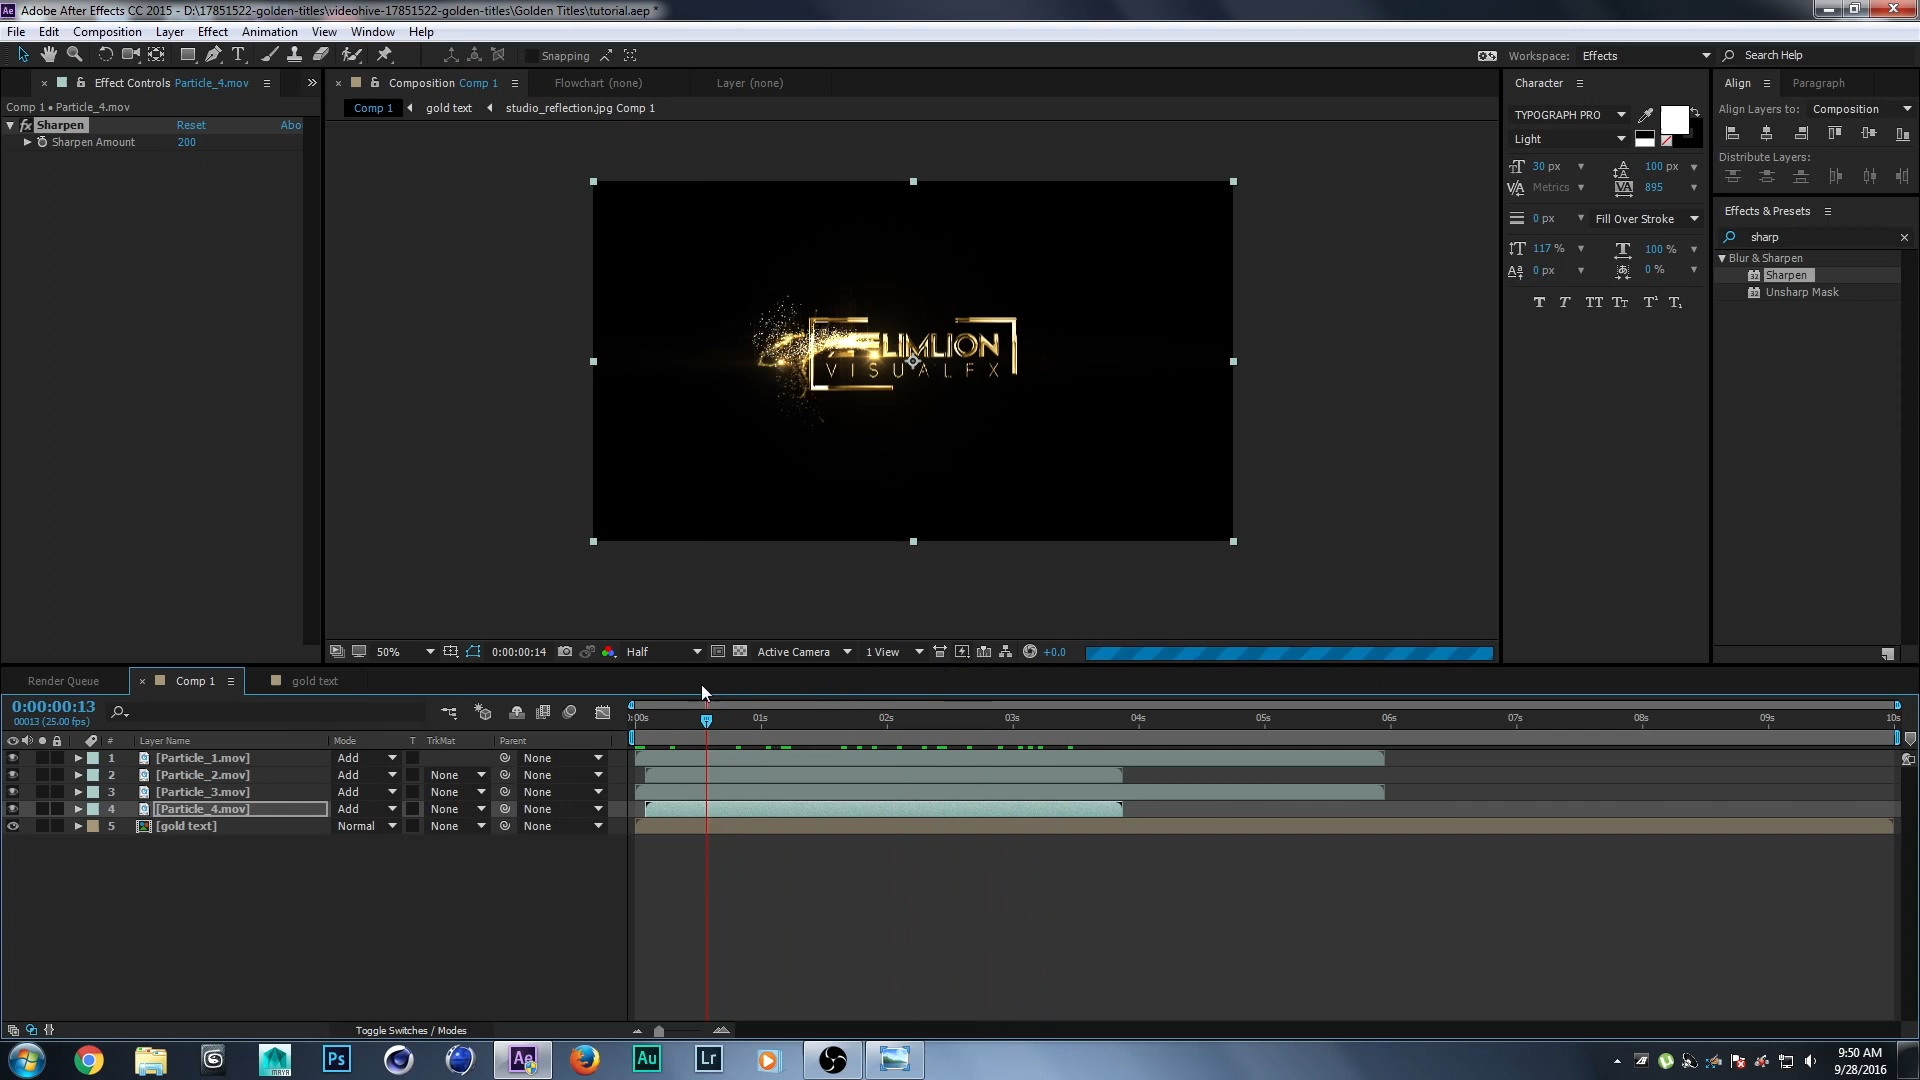 Adobe After Effects CC 2015 - D:\17851522-golden-titles\videohive-17851522-golden-titles\Golden Titles\tutorial.aep *
File Edit Composition Layer Effect Animation View Window Help
Snapping
Workspace: Effects
Search Help
Effect Controls Particle_4.mov
Composition Comp 1
Flowchart (none)
Layer (none)
Character
Align
Paragraph
Comp 1 • Particle_4.mov
Comp 1
gold text
studio_reflection.jpg Comp 1
fx Sharpen Reset Abo
Sharpen Amount 200
TYPOGRAPH PRO
Light
30 px
100 px
Metrics
895
0 px
Fill Over Stroke
117 %
100 %
0 px
0 %
Align Layers to: Composition
Distribute Layers:
Effects & Presets
sharp
Blur & Sharpen
Sharpen
Unsharp Mask
LIMLION
VISUALFX
50%
0:00:00:14
Half
Active Camera
1 View
+0.0
Render Queue
Comp 1
gold text
0:00:00:13
00013 (25.00 fps)
:00s 01s 02s 03s 04s 05s 06s 07s 08s 09s 10s
# Layer Name Mode T TrkMat Parent
1 [Particle_1.mov] Add None
2 [Particle_2.mov] Add None None
3 [Particle_3.mov] Add None None
4 [Particle_4.mov] Add None None
5 [gold text] Normal None None
Toggle Switches / Modes
MAYA
Ps
Ae
Au
Lr
9:50 AM
9/28/2016